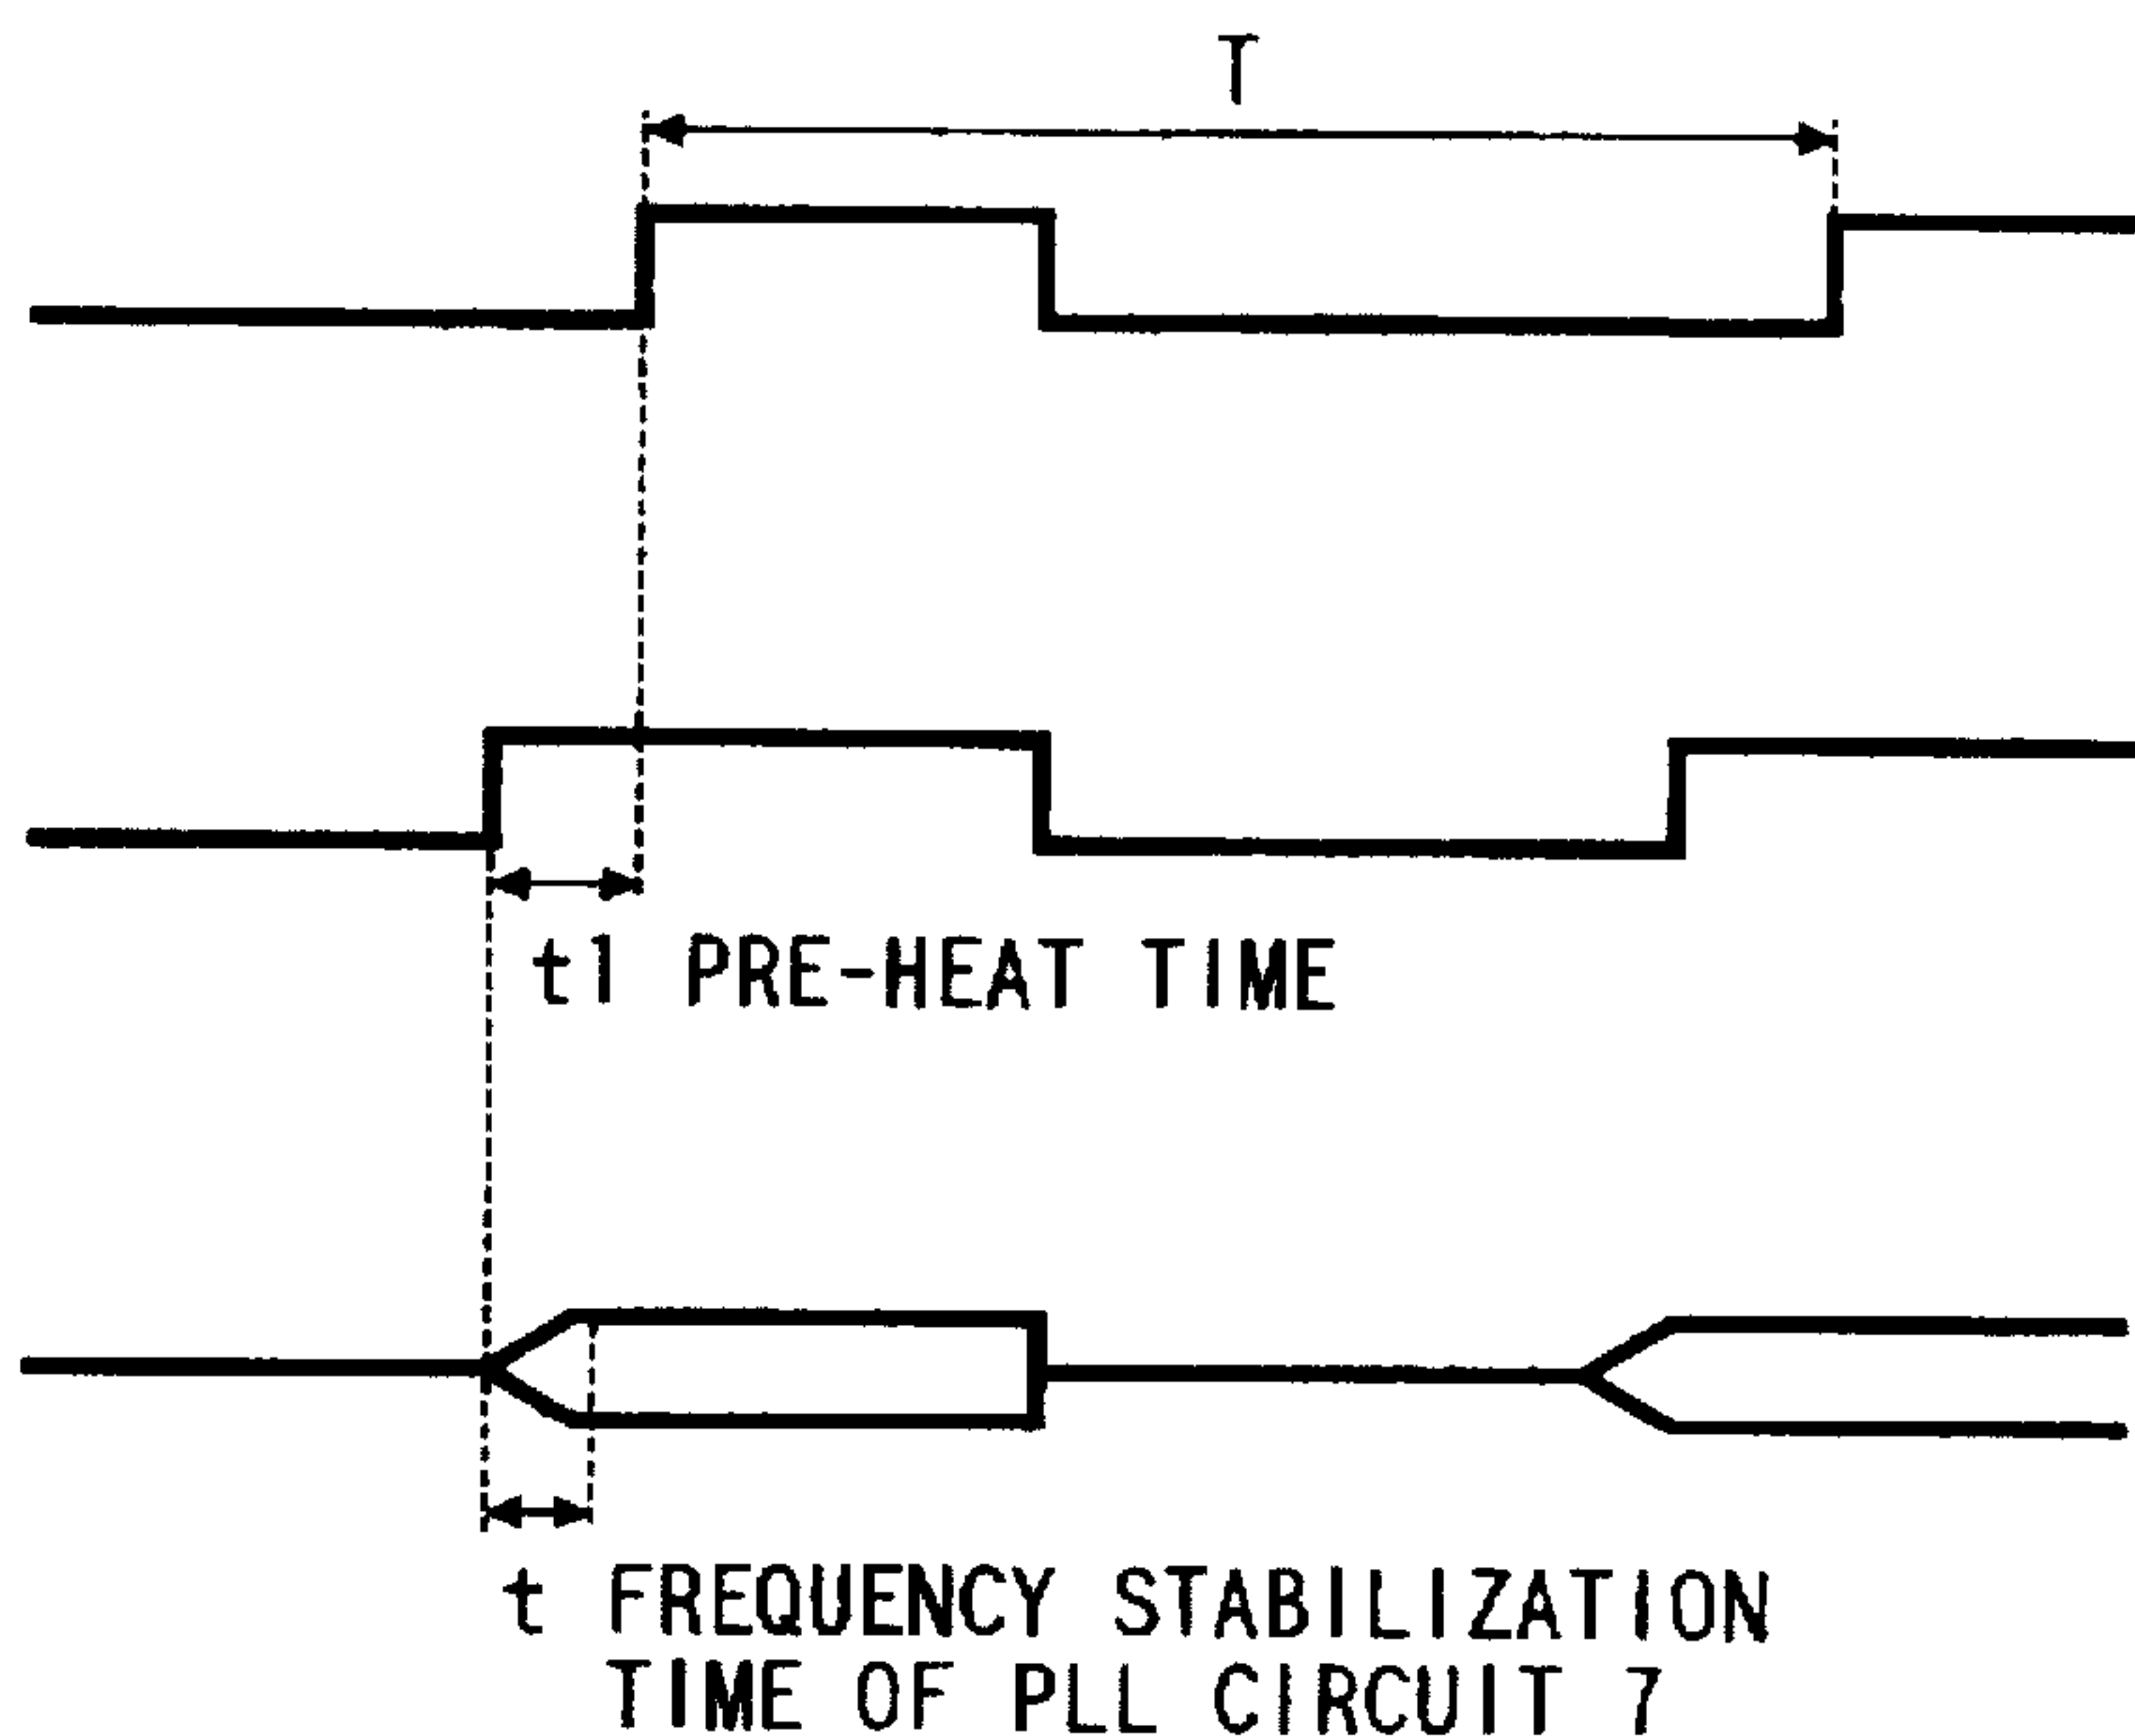 T
t1 PRE-HEAT TIME
t FREQUENCY STABILIZATION
TIME OF PLL CIRCUIT 7